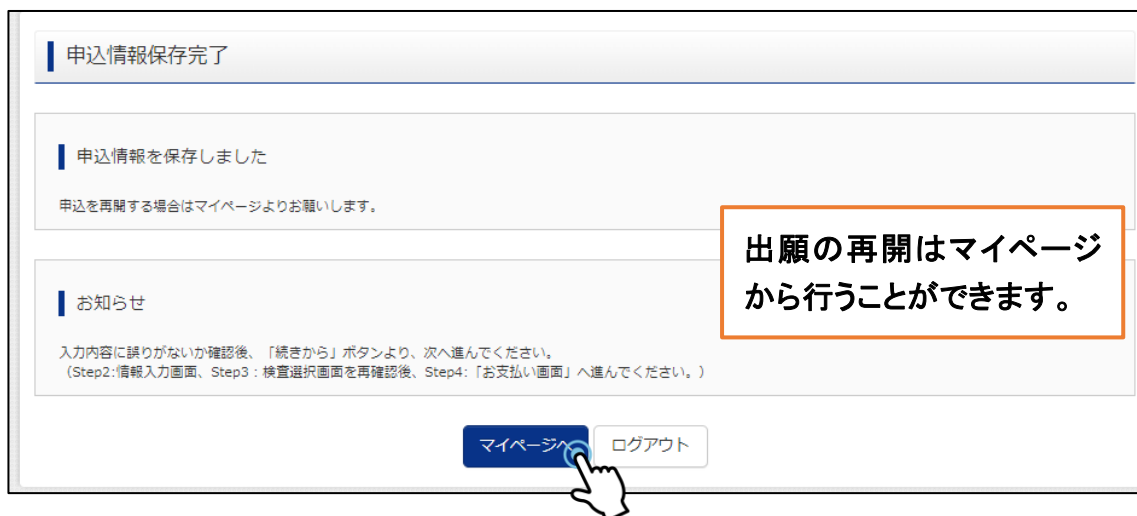 申込情報保存完了
申込情報を保存しました
申込を再開する場合はマイページよりお願いします。
出願の再開はマイページ
から行うことができます。
お知らせ
入力内容に誤りがないか確認後、「続きから」ボタンより、次へ進んでください。
（Step2:情報入力画面、Step3：検査選択画面を再確認後、Step4:「お支払い画面」へ進んでください。）
マイページへ
ログアウト